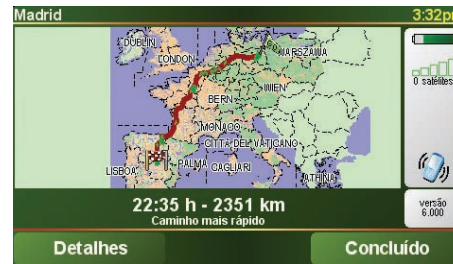 Madrid
3:32p
DUBLIN
LONDON
WARSZAWA
WIEN
BERN
MONACO
CITTA DEL VATICANO
LISBOA
PALMA
CAGLIARI
ATHINA
0 satélites
22:35 h - 2351 km
Caminho mais rápido
versão
6.000
Detalhes
Concluído